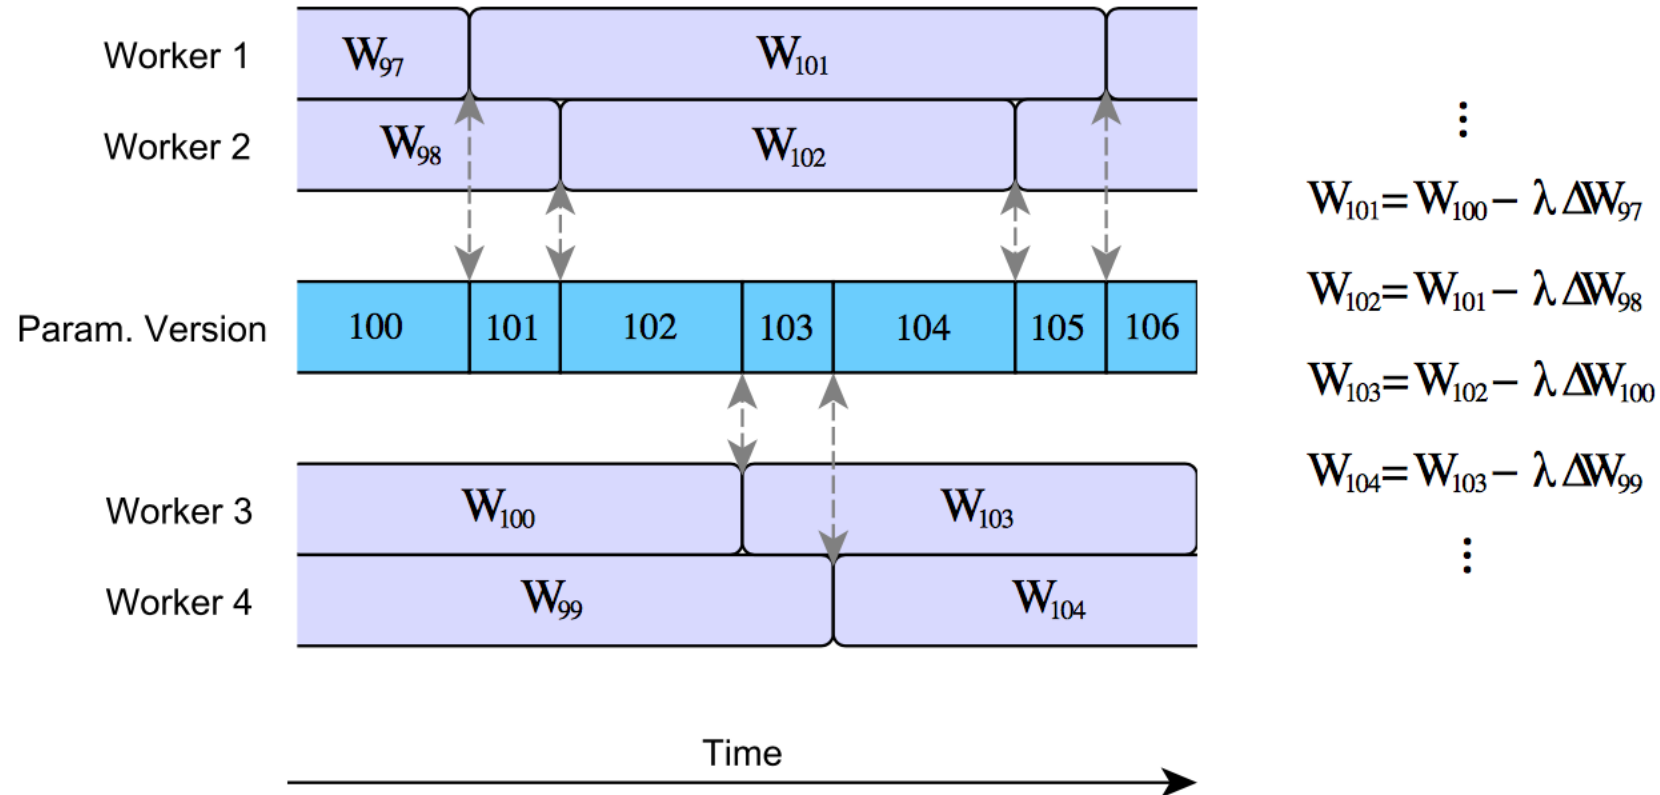 Worker 1
W97
W101
Worker 2
W98
W102
Param. Version
100
101
102
103
104
105
106
Worker 3
W100
W103
Worker 4
W99
W104
Time
⋮
W101=W100− λ ΔW97
W102=W101− λ ΔW98
W103=W102− λ ΔW100
W104=W103− λ ΔW99
⋮